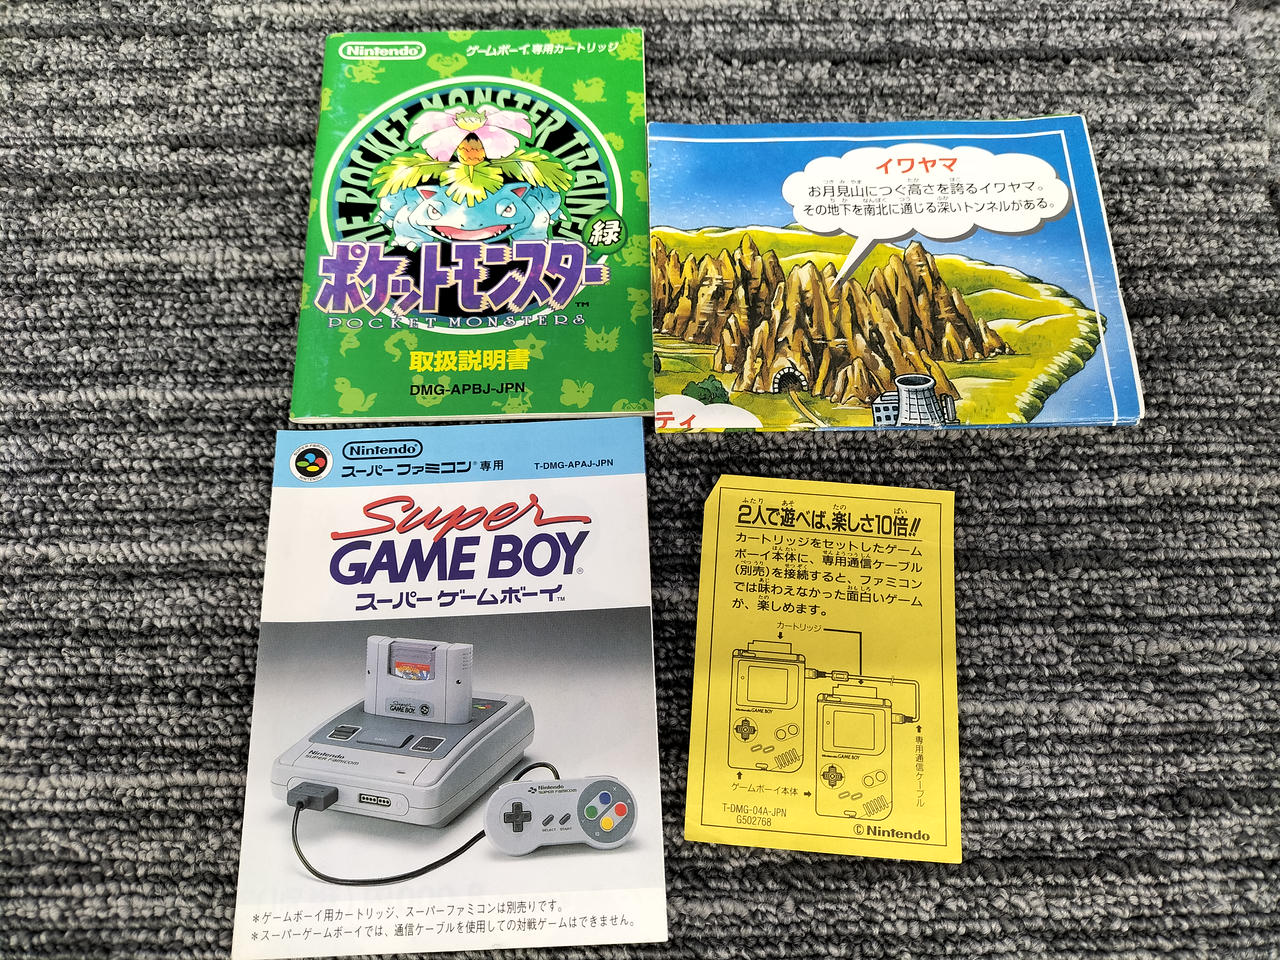 Nintendo
ゲームボーイ専用カートリッジ
THE POCKET MONSTER TRAINER
緑
ポケットモンスター™
POCKET MONSTERS
取扱説明書
DMG-APBJ-JPN
イワヤマ
お月見山につぐ高さを誇るイワヤマ。
その地下を南北に通じる深いトンネルがある。
ティ
Nintendo
スーパーファミコン®専用
T-DMG-APAJ-JPN
Super
GAME BOY®
スーパーゲームボーイ™
Super
GAME BOY
Nintendo
SUPER FAMICOM
Nintendo
SUPER FAMICOM
SELECT START
＊ゲームボーイ用カートリッジ、スーパーファミコンは別売りです。
＊スーパーゲームボーイでは、通信ケーブルを使用しての対戦ゲームはできません。
2人で遊べば、楽しさ10倍!!
カートリッジをセットしたゲーム
ボーイ本体に、専用通信ケーブル
(別売)を接続すると、ファミコン
では味わえなかった面白いゲーム
が、楽しめます。
カートリッジ
Nintendo GAME BOY
Nintendo GAME BOY
専用通信ケーブル
ゲームボーイ本体
T-DMG-04A-JPN
G502768
©Nintendo